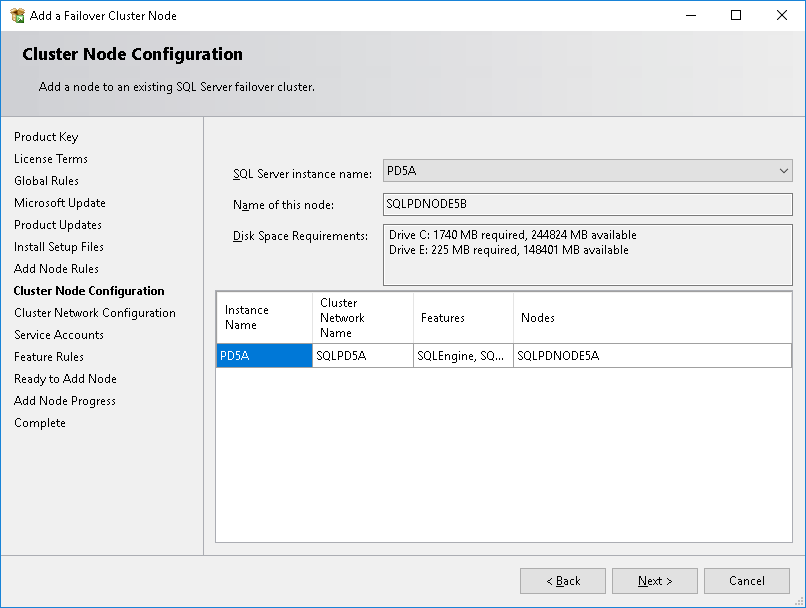 Add a Failover Cluster Node
Cluster Node Configuration
Add a node to an existing SQL Server failover cluster.
Product Key
License Terms
Global Rules
Microsoft Update
Product Updates
Install Setup Files
Add Node Rules
Cluster Node Configuration
Cluster Network Configuration
Service Accounts
Feature Rules
Ready to Add Node
Add Node Progress
Complete
SQL Server instance name: PD5A
Name of this node: SQLPDNODE5B
Disk Space Requirements: Drive C: 1740 MB required, 244824 MB available
Drive E: 225 MB required, 148401 MB available
Instance Name
Cluster Network Name
Features
Nodes
PD5A SQLPD5A SQLEngine, SQ... SQLPDNODE5A
< Back Next > Cancel